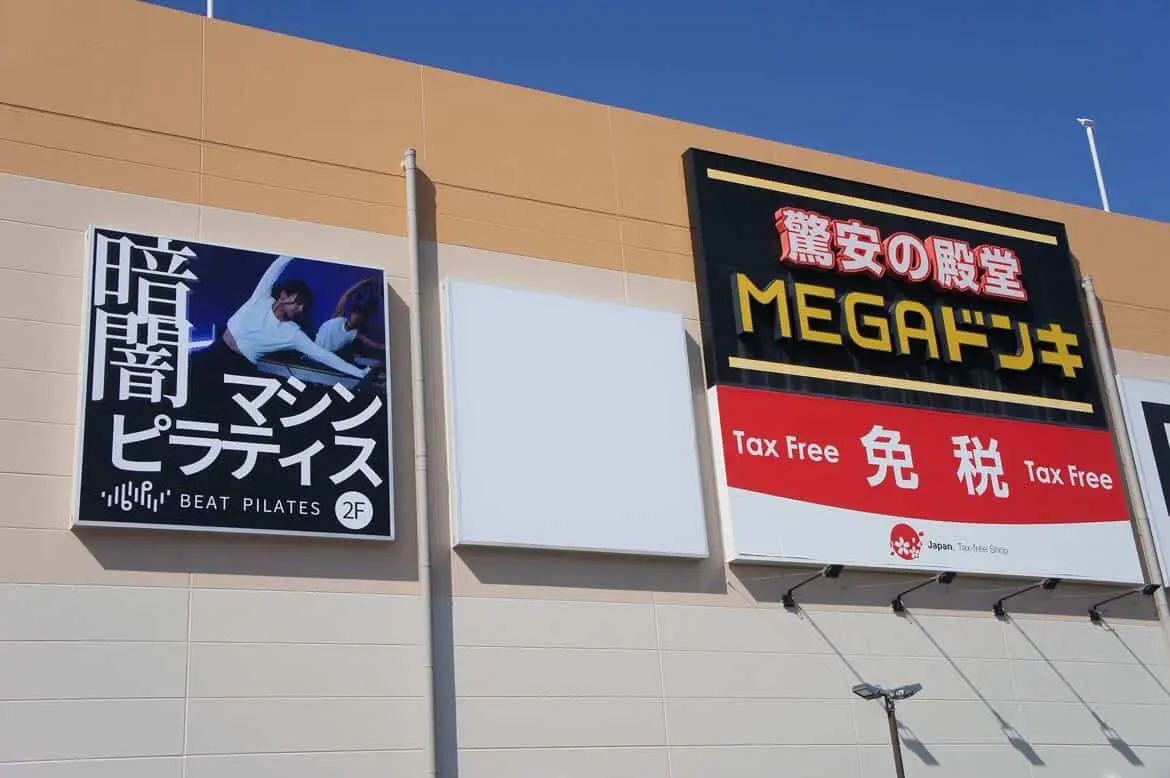 暗闇
マシン
ピラティス
BEAT PILATES 2F
驚安の殿堂
MEGAドンキ
Tax Free 免税 Tax Free
Japan. Tax-free Shop